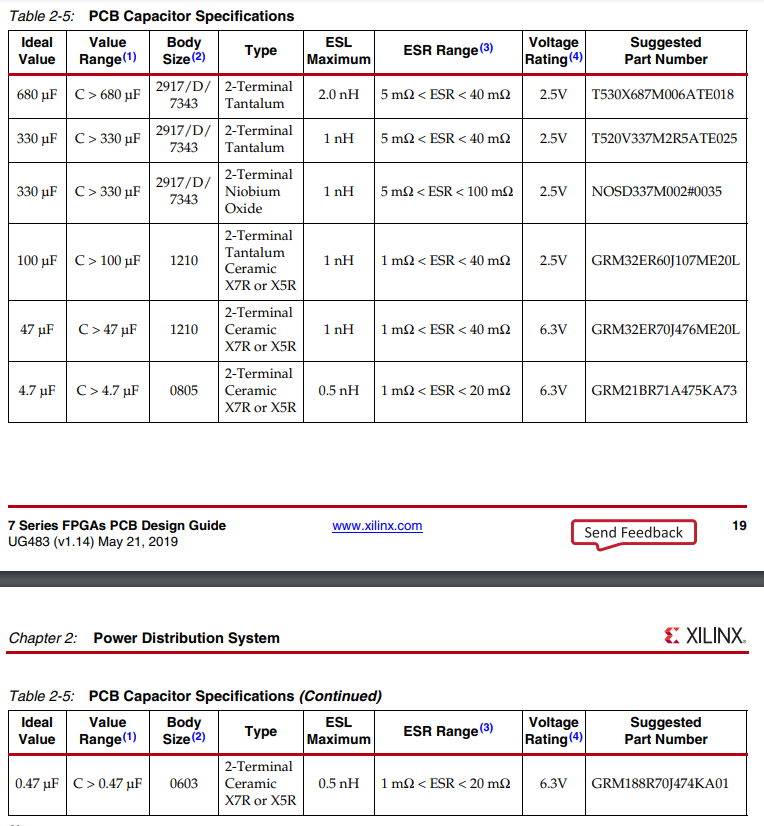 Table 2-5: PCB Capacitor Specifications
Ideal Value | Value Range(1) | Body Size(2) | Type | ESL Maximum | ESR Range(3) | Voltage Rating(4) | Suggested Part Number
680 µF | C > 680 µF | 2917/D/7343 | 2-Terminal Tantalum | 2.0 nH | 5 mΩ < ESR < 40 mΩ | 2.5V | T530X687M006ATE018
330 µF | C > 330 µF | 2917/D/7343 | 2-Terminal Tantalum | 1 nH | 5 mΩ < ESR < 40 mΩ | 2.5V | T520V337M2R5ATE025
330 µF | C > 330 µF | 2917/D/7343 | 2-Terminal Niobium Oxide | 1 nH | 5 mΩ < ESR < 100 mΩ | 2.5V | NOSD337M002#0035
100 µF | C > 100 µF | 1210 | 2-Terminal Tantalum Ceramic X7R or X5R | 1 nH | 1 mΩ < ESR < 40 mΩ | 2.5V | GRM32ER60J107ME20L
47 µF | C > 47 µF | 1210 | 2-Terminal Ceramic X7R or X5R | 1 nH | 1 mΩ < ESR < 40 mΩ | 6.3V | GRM32ER70J476ME20L
4.7 µF | C > 4.7 µF | 0805 | 2-Terminal Ceramic X7R or X5R | 0.5 nH | 1 mΩ < ESR < 20 mΩ | 6.3V | GRM21BR71A475KA73
7 Series FPGAs PCB Design Guide www.xilinx.com Send Feedback 19
UG483 (v1.14) May 21, 2019
Chapter 2: Power Distribution System XILINX.
Table 2-5: PCB Capacitor Specifications (Continued)
Ideal Value | Value Range(1) | Body Size(2) | Type | ESL Maximum | ESR Range(3) | Voltage Rating(4) | Suggested Part Number
0.47 µF | C > 0.47 µF | 0603 | 2-Terminal Ceramic X7R or X5R | 0.5 nH | 1 mΩ < ESR < 20 mΩ | 6.3V | GRM188R70J474KA01